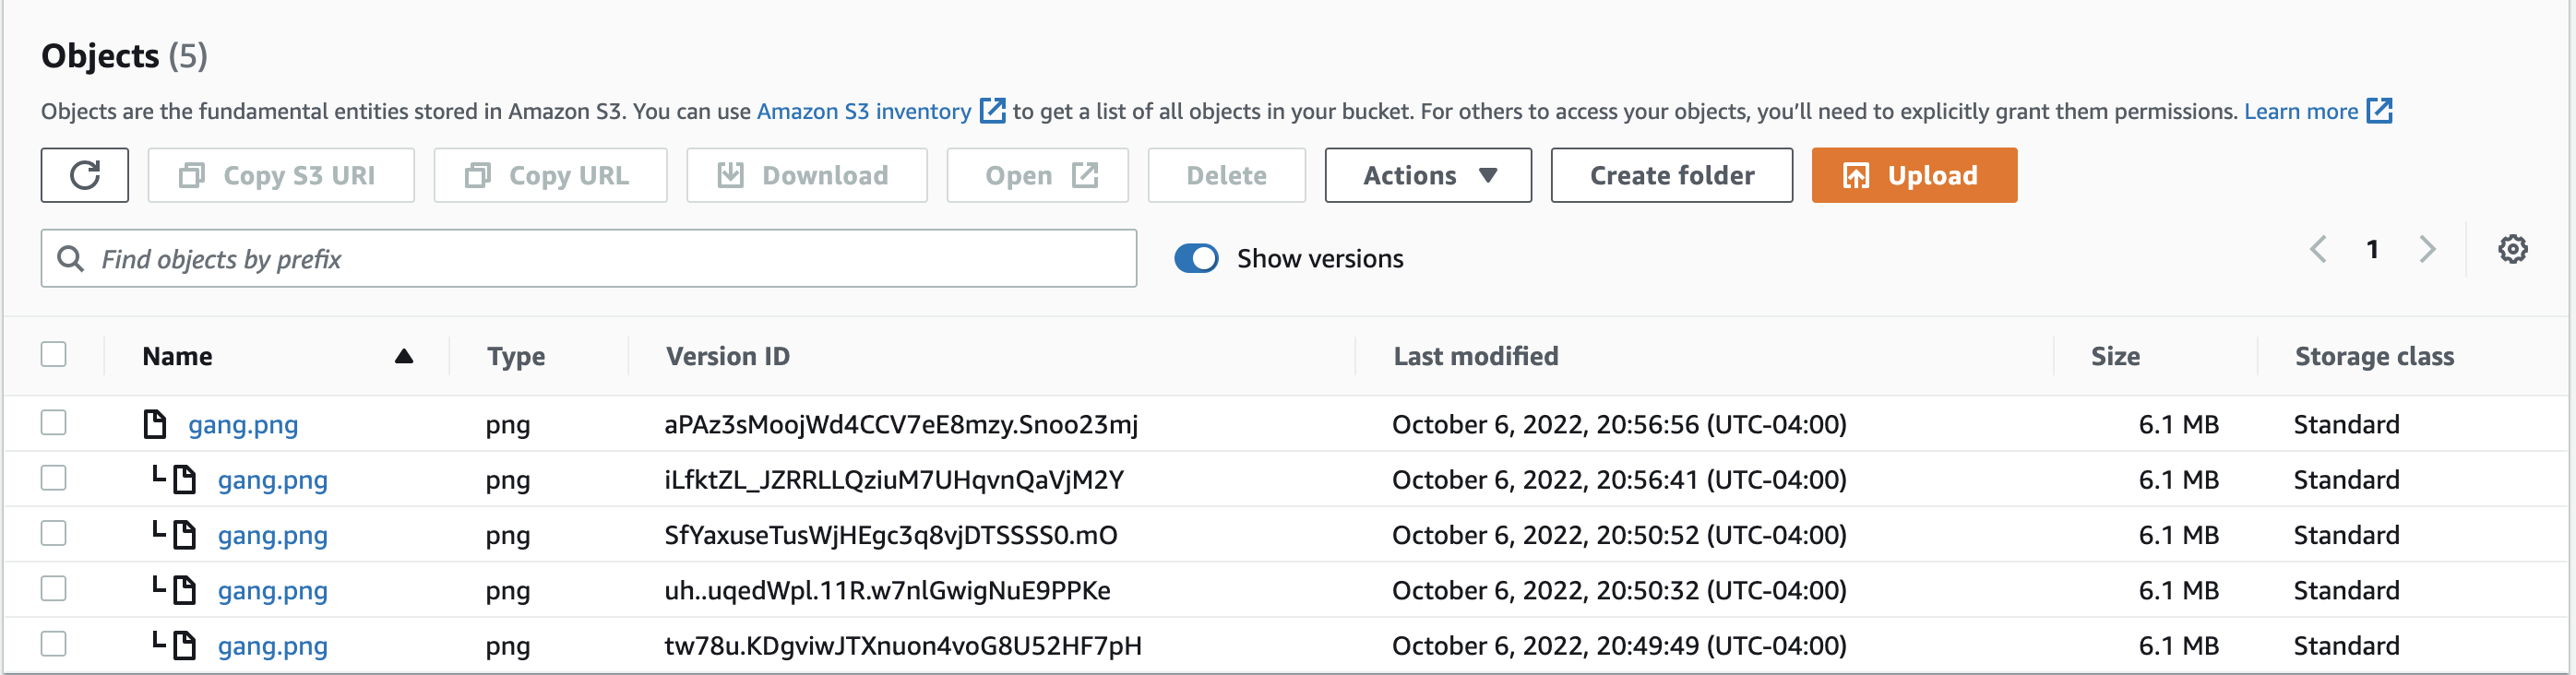 Objects (5)
Objects are the fundamental entities stored in Amazon S3. You can use Amazon S3 inventory to get a list of all objects in your bucket. For others to access your objects, you’ll need to explicitly grant them permissions. Learn more
Copy S3 URI Copy URL Download Open Delete Actions Create folder Upload
Find objects by prefix Show versions 1
Name Type Version ID Last modified Size Storage class
gang.png png aPAz3sMoojWd4CCV7eE8mzy.Snoo23mj October 6, 2022, 20:56:56 (UTC-04:00) 6.1 MB Standard
gang.png png iLfktZL_JZRRLLQziuM7UHqvnQaVjM2Y October 6, 2022, 20:56:41 (UTC-04:00) 6.1 MB Standard
gang.png png SfYaxuseTusWjHEgc3q8vjDTSSSS0.mO October 6, 2022, 20:50:52 (UTC-04:00) 6.1 MB Standard
gang.png png uh..uqedWpl.11R.w7nlGwigNuE9PPKe October 6, 2022, 20:50:32 (UTC-04:00) 6.1 MB Standard
gang.png png tw78u.KDgviwJTXnuon4voG8U52HF7pH October 6, 2022, 20:49:49 (UTC-04:00) 6.1 MB Standard